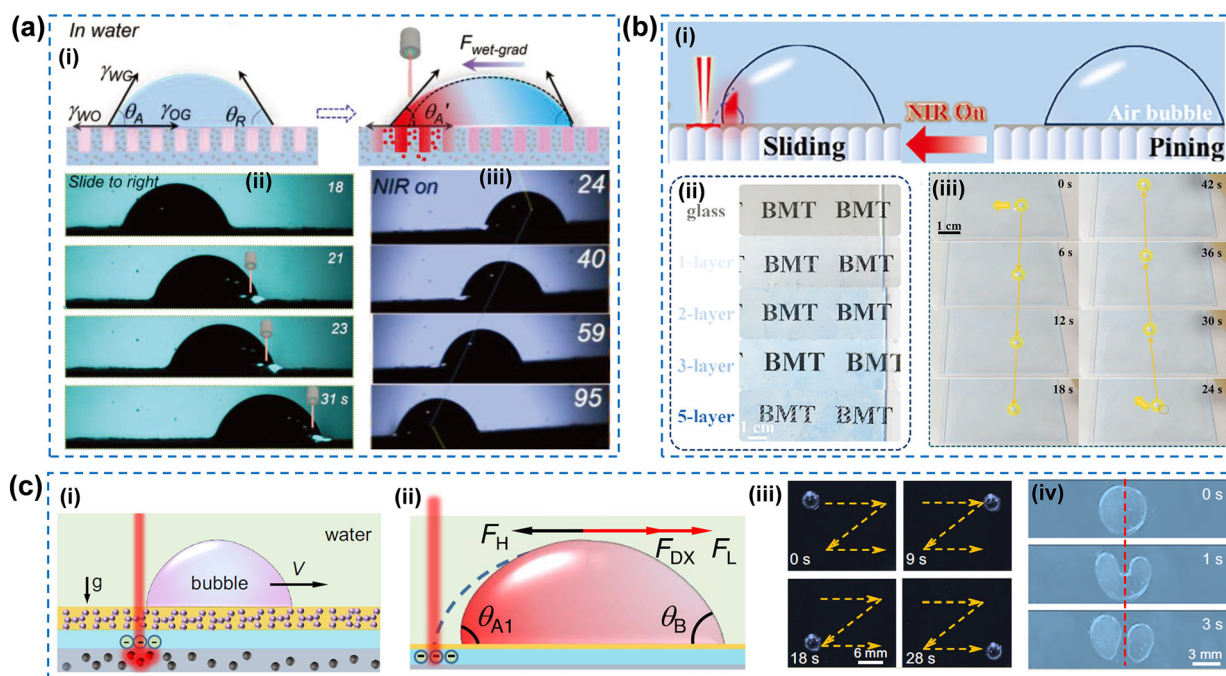 (a)
In water
(i)
γWG
Fwet-grad
γWO
θA
γOG
θR
θA'
Slide to right
(ii)
18
21
23
31 s
NIR on
(iii)
24
40
59
95
(b)
(i)
Sliding
NIR On
Air bubble
Pining
(ii)
glass
BMT BMT
1-layer
BMT BMT
2-layer
BMT BMT
3-layer
BMT BMT
5-layer
BMT BMT
1 cm
(iii)
0 s
1 cm
6 s
12 s
18 s
42 s
36 s
30 s
24 s
(c)
(i)
water
bubble
V
g
(ii)
FH
FDX
FL
θA1
θB
(iii)
0 s
9 s
18 s
6 mm
28 s
(iv)
0 s
1 s
3 s
3 mm